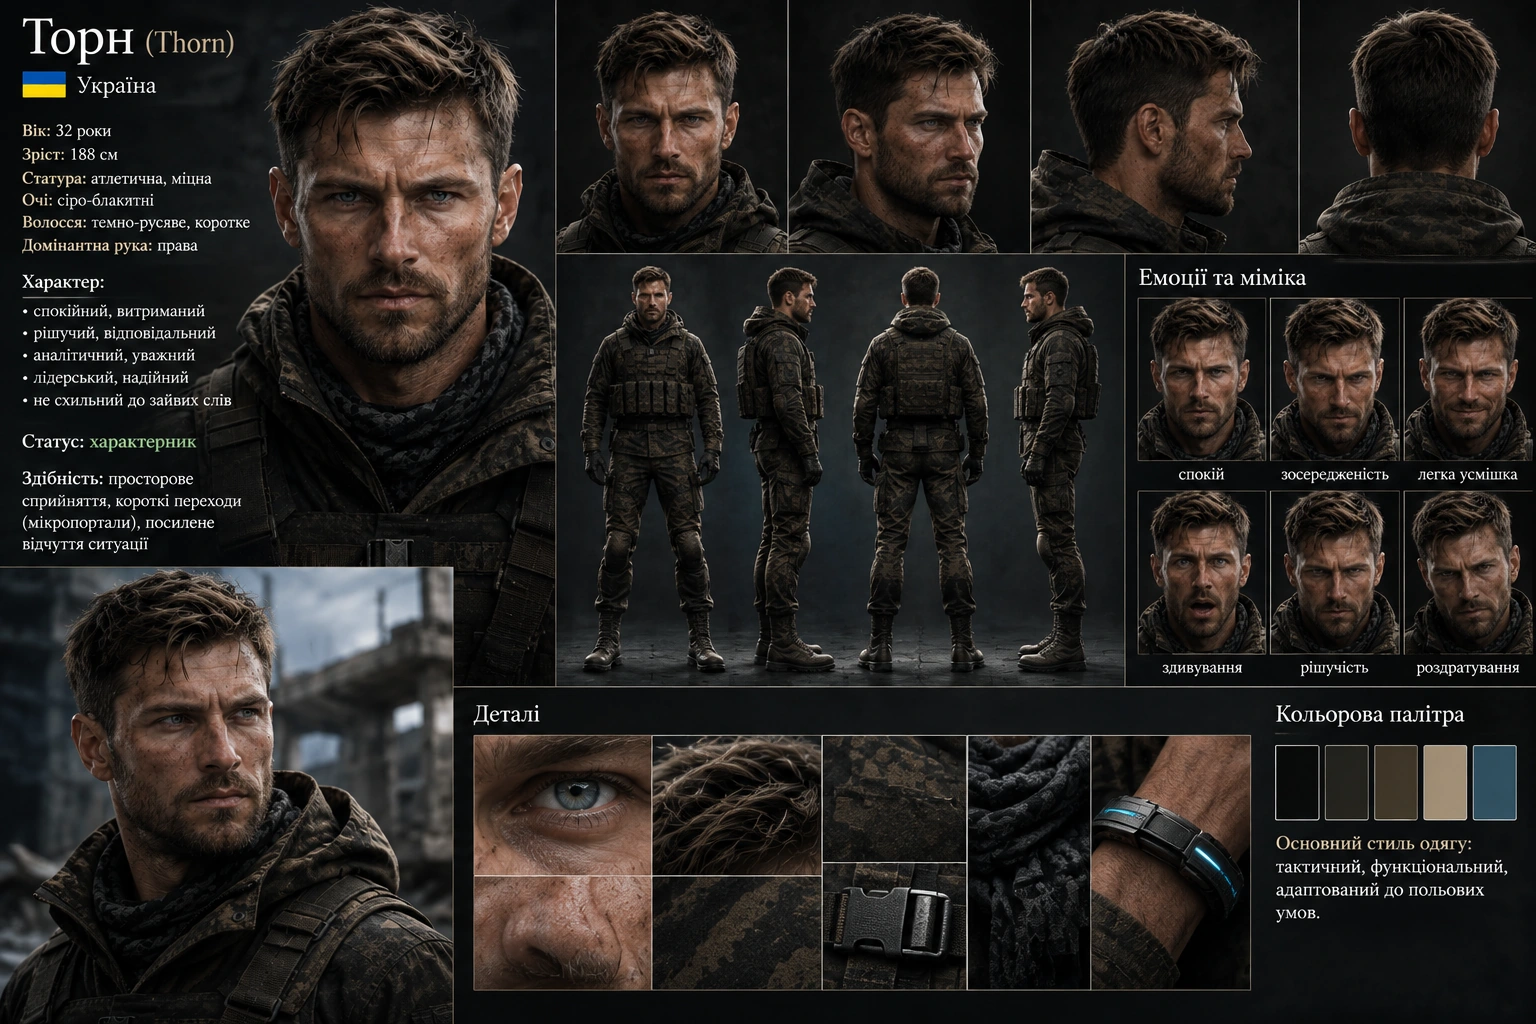 Торн (Thorn)
Україна
Вік: 32 роки
Зріст: 188 см
Статура: атлетична, міцна
Очі: сіро-блакитні
Волосся: темно-русяве, коротке
Домінантна рука: права
Характер:
• спокійний, витриманий
• рішучий, відповідальний
• аналітичний, уважний
• лідерський, надійний
• не схильний до зайвих слів
Статус: характерник
Здібність: просторове
сприйняття, короткі переходи
(мікропортали), посилене
відчуття ситуації
Емоції та міміка
спокій
зосередженість
легка усмішка
здивування
рішучість
роздратування
Деталі
Кольорова палітра
Основний стиль одягу:
тактичний, функціональний,
адаптований до польових
умов.